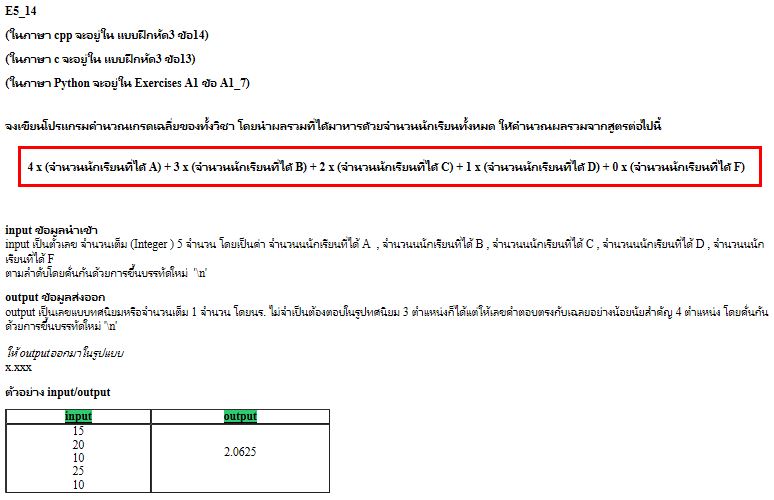 E5_14
(ในภาษา cpp จะอยู่ใน แบบฝึกหัด3 ข้อ14)
(ในภาษา c จะอยู่ใน แบบฝึกหัด3 ข้อ13)
(ในภาษา Python จะอยู่ใน Exercises A1 ข้อ A1_7)
จงเขียนโปรแกรมคำนวณเกรดเฉลี่ยของทั้งวิชา โดยนำผลรวมที่ได้มาหารด้วยจำนวนนักเรียนทั้งหมด ให้คำนวณผลรวมจากสูตรต่อไปนี้
4 x (จำนวนนักเรียนที่ได้ A) + 3 x (จำนวนนักเรียนที่ได้ B) + 2 x (จำนวนนักเรียนที่ได้ C) + 1 x (จำนวนนักเรียนที่ได้ D) + 0 x (จำนวนนักเรียนที่ได้ F)
input ข้อมูลนำเข้า
input เป็นตัวเลข จำนวนเต็ม (Integer ) 5 จำนวน โดยเป็นค่า จำนวนนักเรียนที่ได้ A , จำนวนนักเรียนที่ได้ B , จำนวนนักเรียนที่ได้ C , จำนวนนักเรียนที่ได้ D , จำนวนนัก
เรียนที่ได้ F
ตามลำดับโดยคั่นกันด้วยการขึ้นบรรทัดใหม่ '\n'
output ข้อมูลส่งออก
output เป็นเลขแบบทศนิยมหรือจำนวนเต็ม 1 จำนวน โดยนร. ไม่จำเป็นต้องตอบในรูปทศนิยม 3 ตำแหน่งก็ได้แต่ให้เลขคำตอบตรงกับเฉลยอย่างน้อยนัยสำคัญ 4 ตำแหน่ง โดยคั่นกัน
ด้วยการขึ้นบรรทัดใหม่ '\n'
ให้ output ออกมาในรูปแบบ
x.xxx
ตัวอย่าง input/output
input output
15
20
10
25
10
2.0625